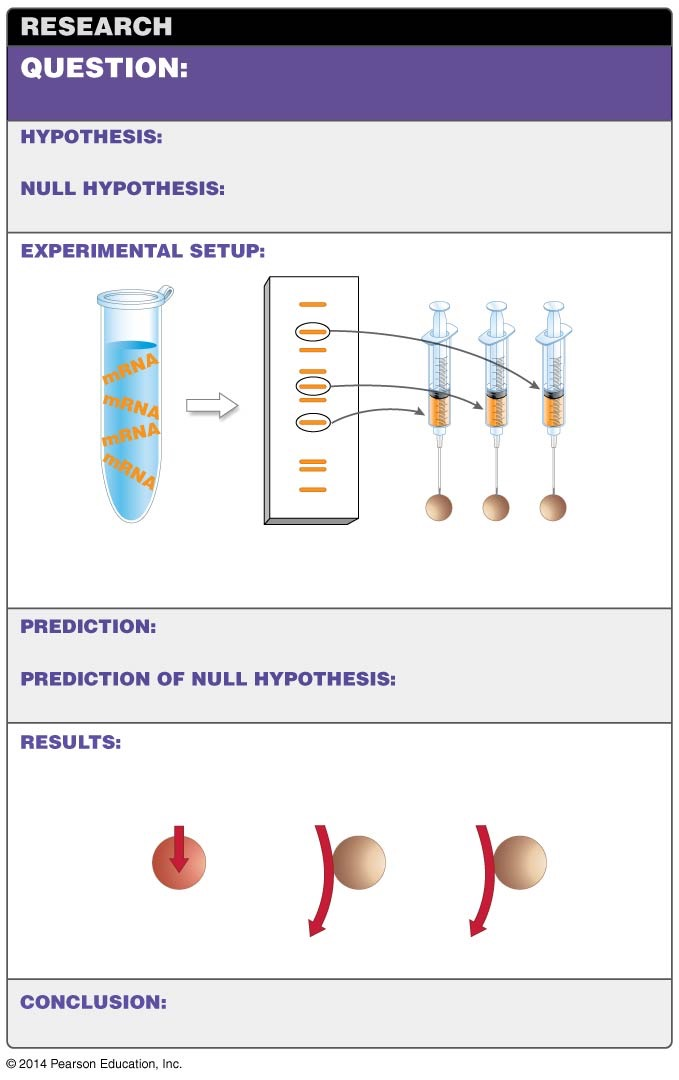 RESEARCH
QUESTION:
HYPOTHESIS:
NULL HYPOTHESIS:
EXPERIMENTAL SETUP:
mRNA
mRNA
mRNA
mRNA
PREDICTION:
PREDICTION OF NULL HYPOTHESIS:
RESULTS:
CONCLUSION:
© 2014 Pearson Education, Inc.